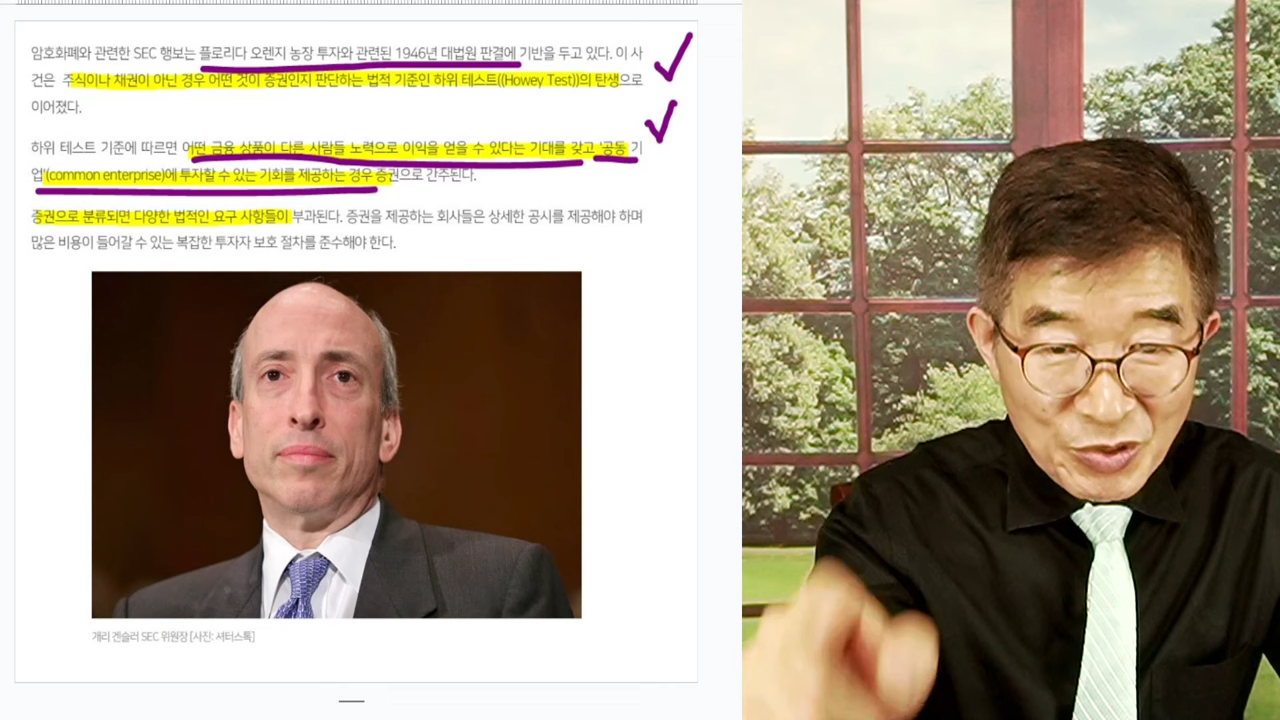 암호화폐와 관련한 SEC 행보는 플로리다 오렌지 농장 투자와 관련된 1946년 대법원 판결에 기반을 두고 있다. 이 사
건은 주식이나 채권이 아닌 경우 어떤 것이 증권인지 판단하는 법적 기준인 하위 테스트((Howey Test))의 탄생으로
이어졌다.
하위 테스트 기준에 따르면 어떤 금융 상품이 다른 사람들 노력으로 이익을 얻을 수 있다는 기대를 갖고 '공동 기
업'(common enterprise)에 투자할 수 있는 기회를 제공하는 경우 증권으로 간주된다.
증권으로 분류되면 다양한 법적인 요구 사항들이 부과된다. 증권을 제공하는 회사들은 상세한 공시를 제공해야 하며
많은 비용이 들어갈 수 있는 복잡한 투자자 보호 절차를 준수해야 한다.
개리 겐슬러 SEC 위원장 [사진: 셔터스톡]